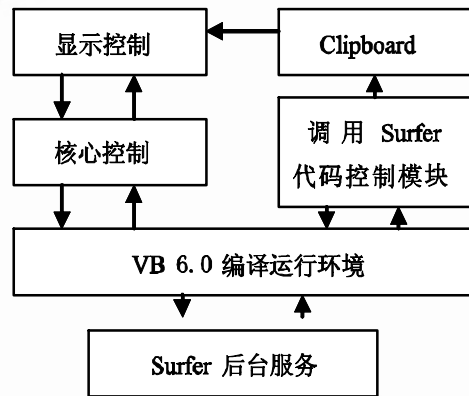 显示控制
Clipboard
核心控制
调用 Surfer
代码控制模块
VB 6.0 编译运行环境
Surfer 后台服务